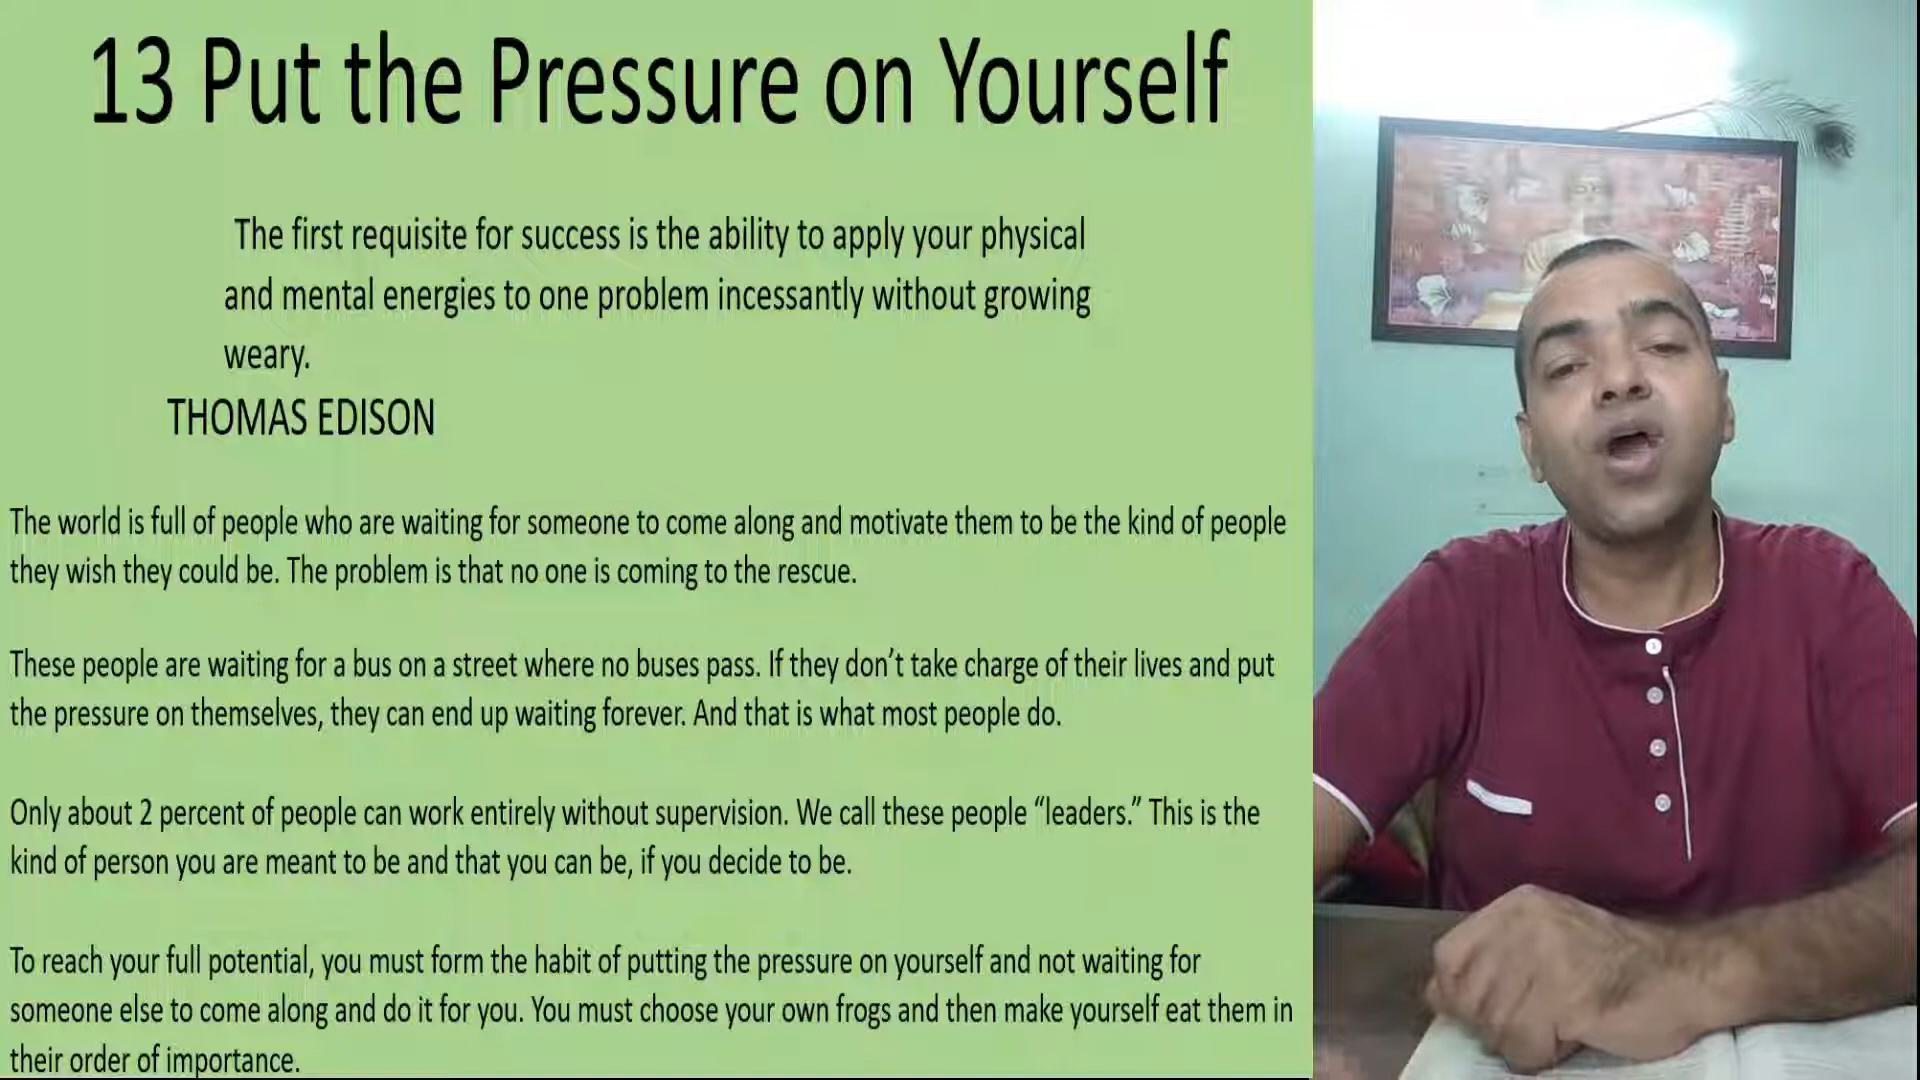 13 Put the Pressure on Yourself
The first requisite for success is the ability to apply your physical
and mental energies to one problem incessantly without growing
weary.
THOMAS EDISON
The world is full of people who are waiting for someone to come along and motivate them to be the kind of people
they wish they could be. The problem is that no one is coming to the rescue.
These people are waiting for a bus on a street where no buses pass. If they don’t take charge of their lives and put
the pressure on themselves, they can end up waiting forever. And that is what most people do.
Only about 2 percent of people can work entirely without supervision. We call these people “leaders.” This is the
kind of person you are meant to be and that you can be, if you decide to be.
To reach your full potential, you must form the habit of putting the pressure on yourself and not waiting for
someone else to come along and do it for you. You must choose your own frogs and then make yourself eat them in
their order of importance.